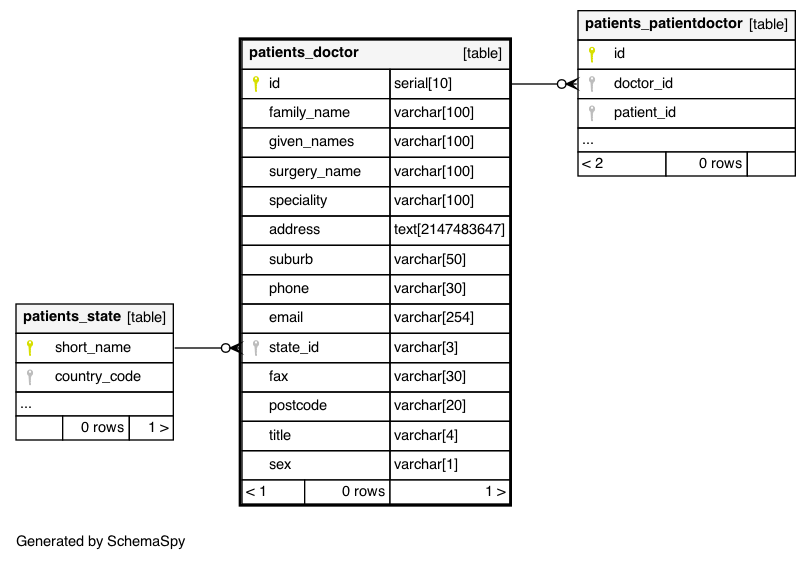 patients_patientdoctor [table]
id
doctor_id
patient_id
...
< 2 0 rows
patients_doctor [table]
id serial[10]
family_name varchar[100]
given_names varchar[100]
surgery_name varchar[100]
speciality varchar[100]
address text[2147483647]
suburb varchar[50]
phone varchar[30]
email varchar[254]
state_id varchar[3]
fax varchar[30]
postcode varchar[20]
title varchar[4]
sex varchar[1]
< 1 0 rows 1 >
patients_state [table]
short_name
country_code
...
0 rows 1 >
Generated by SchemaSpy